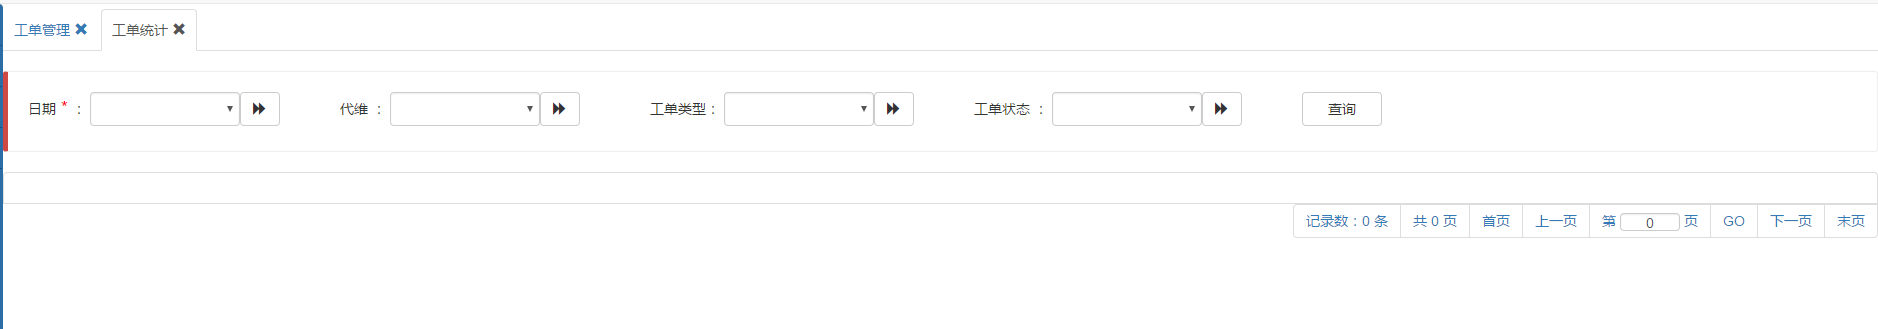 工单管理 工单统计
日期 * : 代维 : 工单类型 : 工单状态 : 查询
记录数 : 0 条 共 0 页 首页 上一页 第 0 页 GO 下一页 末页